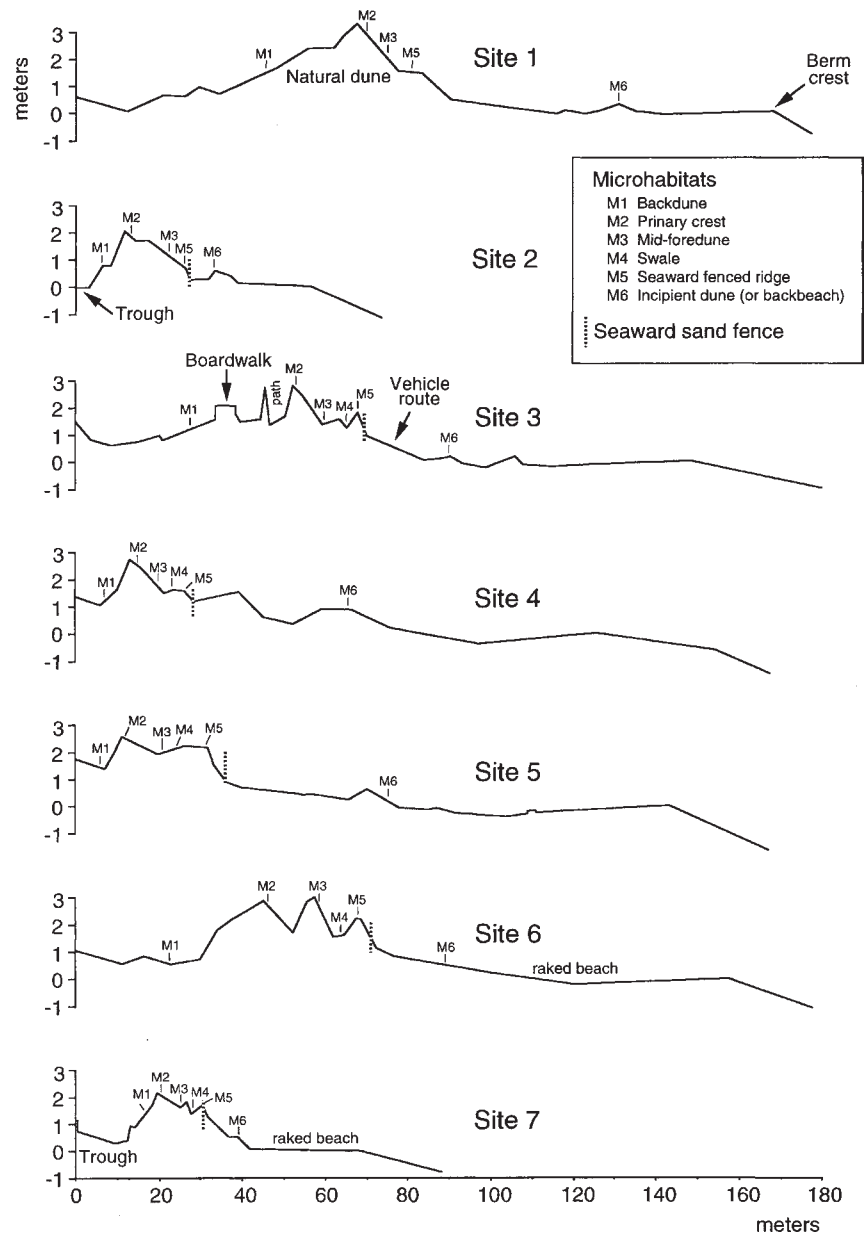 meters
3
2
1
0
-1
M1
M2
M3
M5
M6
Natural dune
Site 1
Berm
crest
Microhabitats
M1 Backdune
M2 Primary crest
M3 Mid-foredune
M4 Swale
M5 Seaward fenced ridge
M6 Incipient dune (or backbeach)
Seaward sand fence
3
2
1
0
-1
M1
M2
M3
M5
M6
Trough
Site 2
3
2
1
0
-1
M1
Boardwalk
path
M2
M3
M4
M5
Vehicle
route
M6
Site 3
3
2
1
0
-1
M1
M2
M3
M4
M5
M6
Site 4
3
2
1
0
-1
M1
M2
M3
M4
M5
M6
Site 5
3
2
1
0
-1
M1
M2
M3
M4
M5
M6
raked beach
Site 6
3
2
1
0
-1
M1
M2
M3
M4
M5
M6
Trough
raked beach
Site 7
0 20 40 60 80 100 120 140 160 180
meters